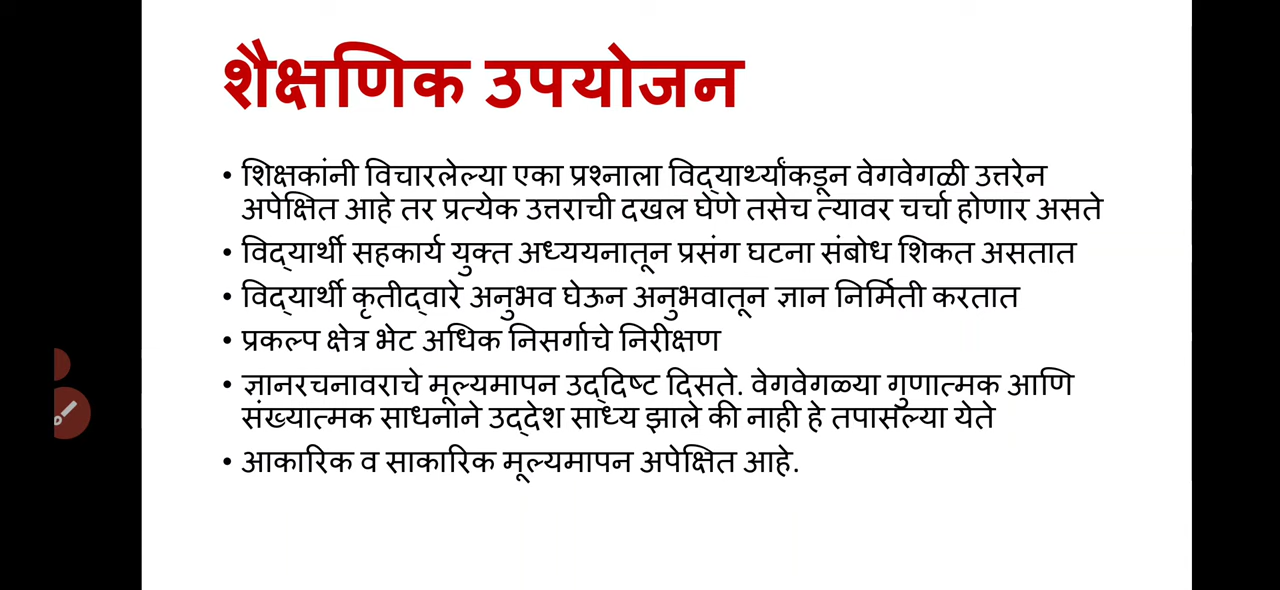 शैक्षणिक उपयोजन
• शिक्षकांनी विचारलेल्या एका प्रश्नाला विद्यार्थ्यांकडून वेगवेगळी उत्तरेन
अपेक्षित आहे तर प्रत्येक उत्तराची दखल घेणे तसेच त्यावर चर्चा होणार असते
• विद्यार्थी सहकार्य युक्त अध्ययनातून प्रसंग घटना संबोध शिकत असतात
• विद्यार्थी कृतीद्वारे अनुभव घेऊन अनुभवातून ज्ञान निर्मिती करतात
• प्रकल्प क्षेत्र भेट अधिक निसर्गाचे निरीक्षण
• ज्ञानरचनावराचे मूल्यमापन उद्दिष्ट दिसते. वेगवेगळ्या गुणात्मक आणि
संख्यात्मक साधनांने उद्देश साध्य झाले की नाही हे तपासल्या येते
• आकारिक व साकारिक मूल्यमापन अपेक्षित आहे.